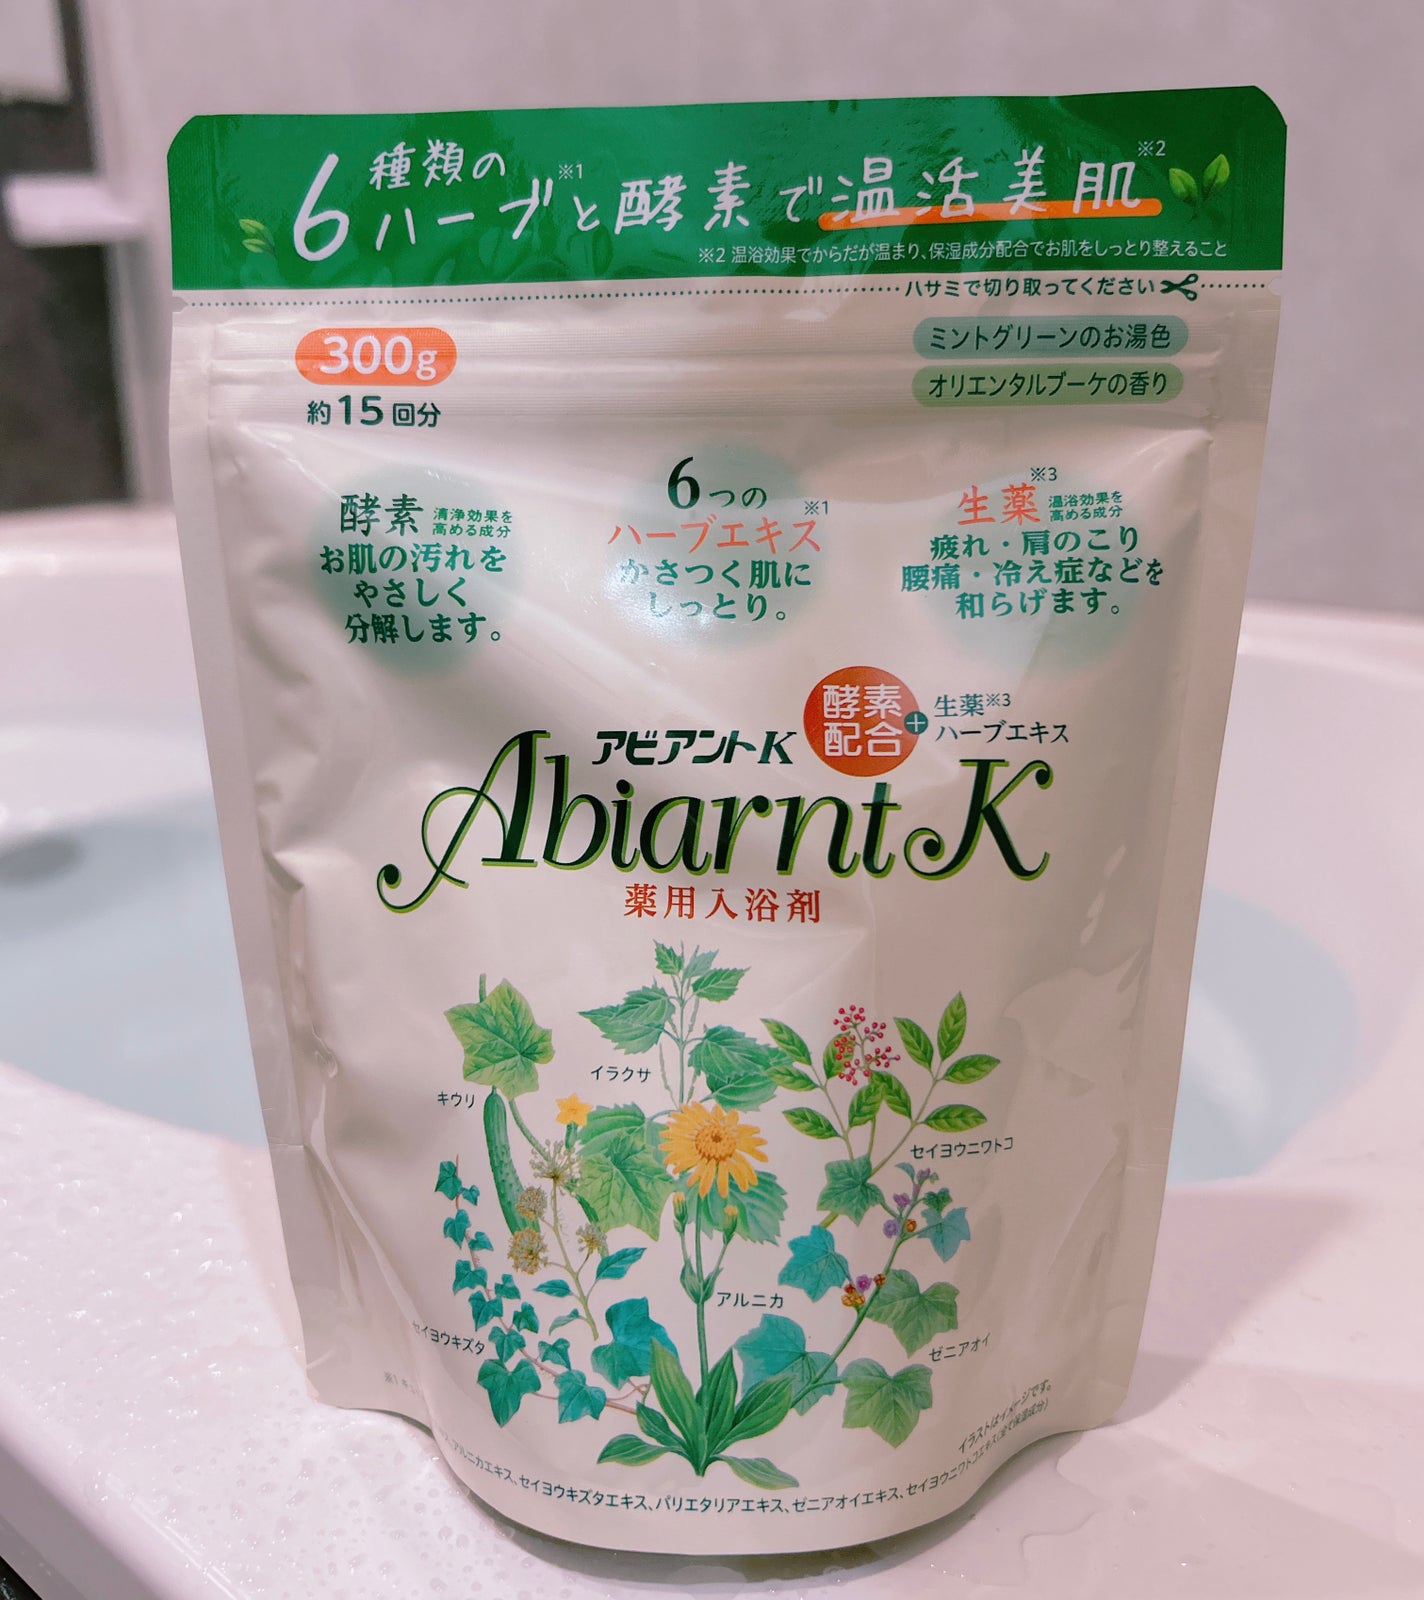 6種類の
ハーブ※1と酵素で温活美肌※2
※2 温浴効果でからだが温まり、保湿成分配合でお肌をしっとり整えること
ハサミで切り取ってください
300g
約15回分
ミントグリーンのお湯色
オリエンタルブーケの香り
酵素 清浄効果を
高める成分
お肌の汚れを
やさしく
分解します。
6つの
ハーブエキス※1
かさつく肌に
しっとり。
生薬※3 温浴効果を
高める成分
疲れ・肩のこり
腰痛・冷え症などを
和らげます。
酵素
配合
+
生薬※3
ハーブエキス
アビアントK
Abiarnt K
薬用入浴剤
イラクサ
キウリ
セイヨウニワトコ
アルニカ
セイヨウキズタ
ゼニアオイ
イラストはイメージです。
※1 キュ
ス、アルニカエキス、セイヨウキズタエキス、パリエタリアエキス、ゼニアオイエキス、セイヨウニワトコエキス(全て保湿成分)